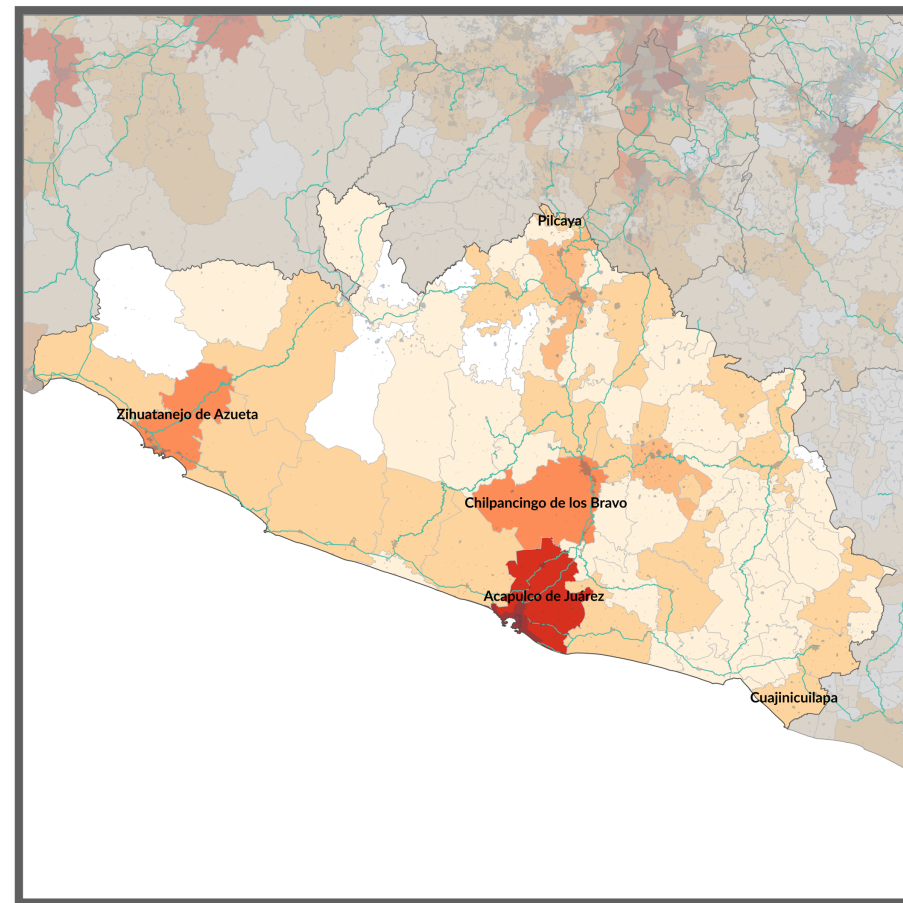 Pilcaya
Zihuatanejo de Azueta
Chilpancingo de los Bravo
Acapulco de Juárez
Cuajinicuilapa